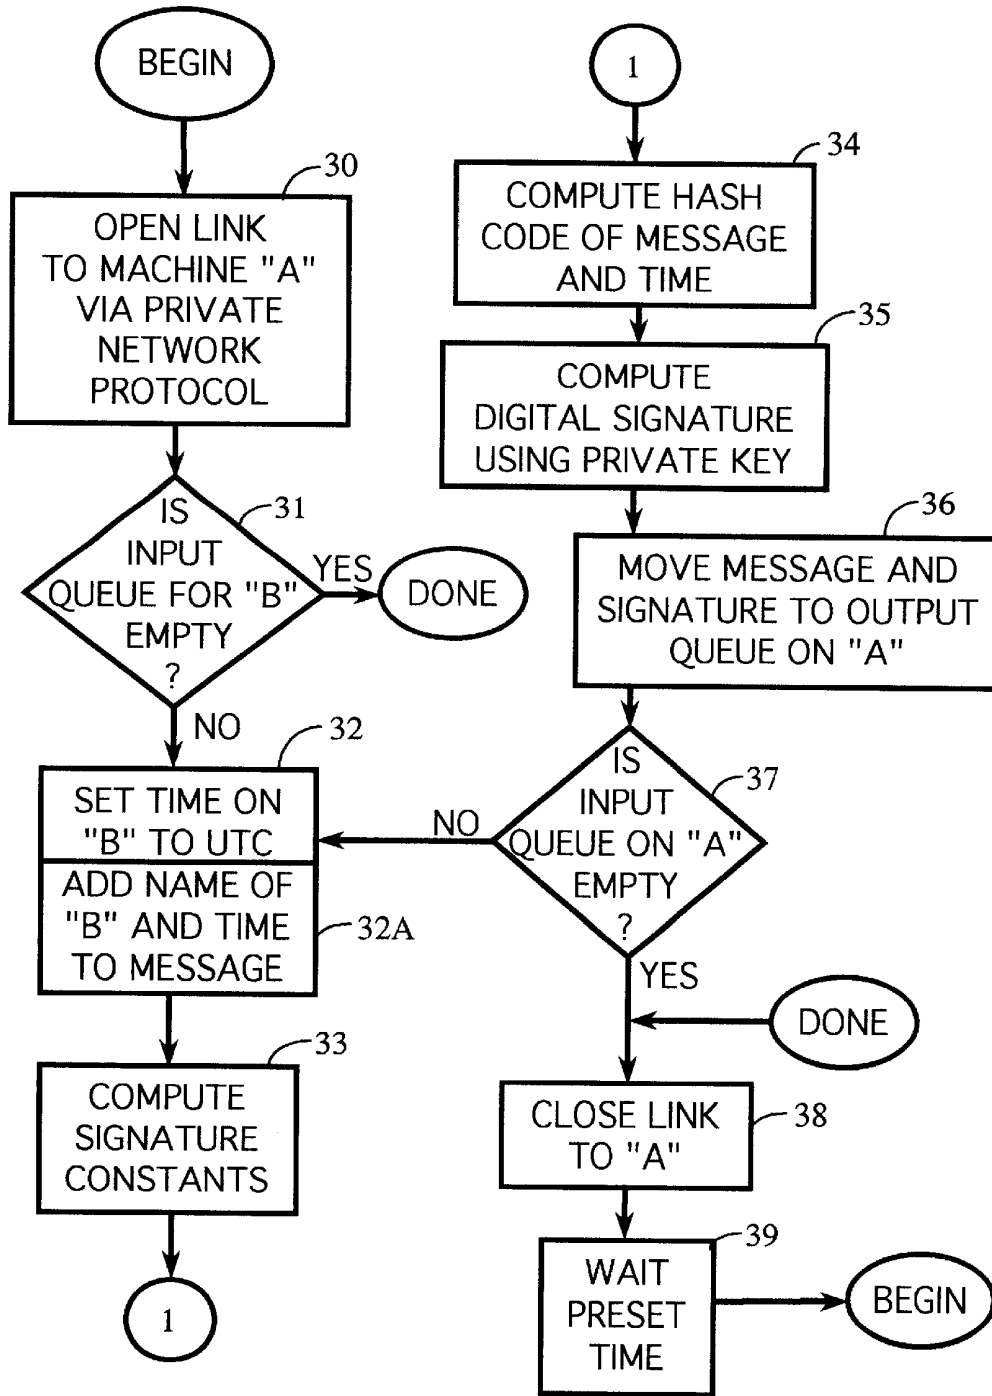 BEGIN
30
OPEN LINK
TO MACHINE "A"
VIA PRIVATE
NETWORK
PROTOCOL
31
IS
INPUT
QUEUE FOR "B"
EMPTY
?
YES
DONE
NO
32
SET TIME ON
"B" TO UTC
ADD NAME OF
"B" AND TIME
TO MESSAGE
32A
33
COMPUTE
SIGNATURE
CONSTANTS
1
1
34
COMPUTE HASH
CODE OF MESSAGE
AND TIME
35
COMPUTE
DIGITAL SIGNATURE
USING PRIVATE KEY
36
MOVE MESSAGE AND
SIGNATURE TO OUTPUT
QUEUE ON "A"
37
IS
INPUT
QUEUE ON "A"
EMPTY
?
NO
YES
DONE
38
CLOSE LINK
TO "A"
39
WAIT
PRESET
TIME
BEGIN